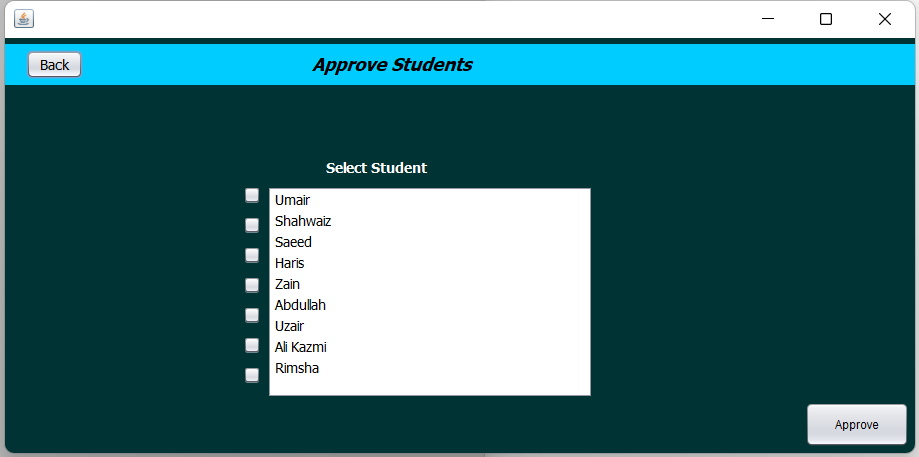 Back
Approve Students
Select Student
Umair
Shahwaiz
Saeed
Haris
Zain
Abdullah
Uzair
Ali Kazmi
Rimsha
Approve